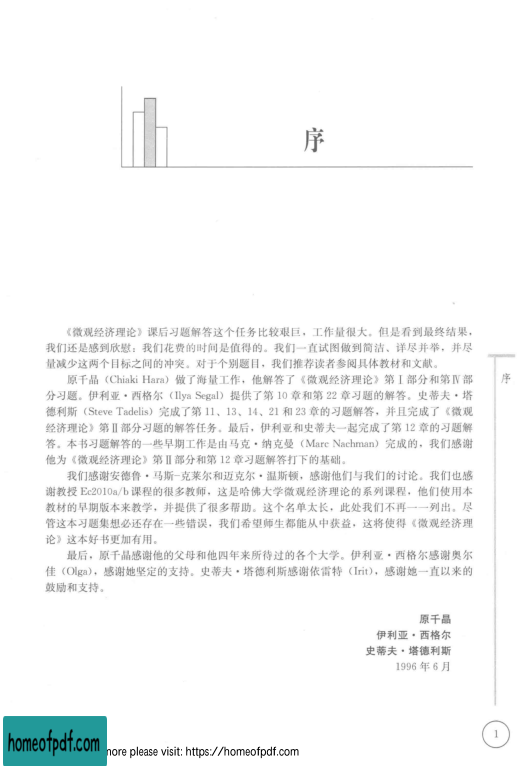 序
《微观经济理论》课后习题解答这个任务比较艰巨，工作量很大。但是看到最终结果，
我们还是感到欣慰：我们花费的时间是值得的。我们一直试图做到简洁、详尽并举，并尽
量减少这两个目标之间的冲突。对于个别题目，我们推荐读者参阅具体教材和文献。
原千晶（Chiaki Hara）做了海量工作，他解答了《微观经济理论》第Ⅰ部分和第Ⅳ部
分习题。伊利亚·西格尔（Ilya Segal）提供了第 10 章和第 22 章习题的解答。史蒂夫·塔
德利斯（Steve Tadelis）完成了第 11、13、14、21 和 23 章的习题解答，并且完成了《微观
经济理论》第Ⅱ部分习题的解答任务。最后，伊利亚和史蒂夫一起完成了第 12 章的习题解
答。本书习题解答的一些早期工作是由马克·纳克曼（Marc Nachman）完成的，我们感谢
他为《微观经济理论》第Ⅱ部分和第 12 章习题解答打下的基础。
我们感谢安德鲁·马斯-克莱尔和迈克尔·温斯顿，感谢他们与我们的讨论。我们也感
谢教授 Ec2010a/b 课程的很多教师，这是哈佛大学微观经济理论的系列课程，他们使用本
教材的早期版本来教学，并提供了很多帮助。这个名单太长，此处我们不再一一列出。尽
管这本习题集想必还存在一些错误，我们希望师生都能从中获益，这将使得《微观经济理
论》这本好书更加有用。
最后，原千晶感谢他的父母和他四年来所待过的各个大学。伊利亚·西格尔感谢奥尔
佳（Olga），感谢她坚定的支持。史蒂夫·塔德利斯感谢依雷特（Irit），感谢她一直以来的
鼓励和支持。
原千晶
伊利亚·西格尔
史蒂夫·塔德利斯
1996 年 6 月
序
1
homeofpdf.com
more please visit: https://homeofpdf.com